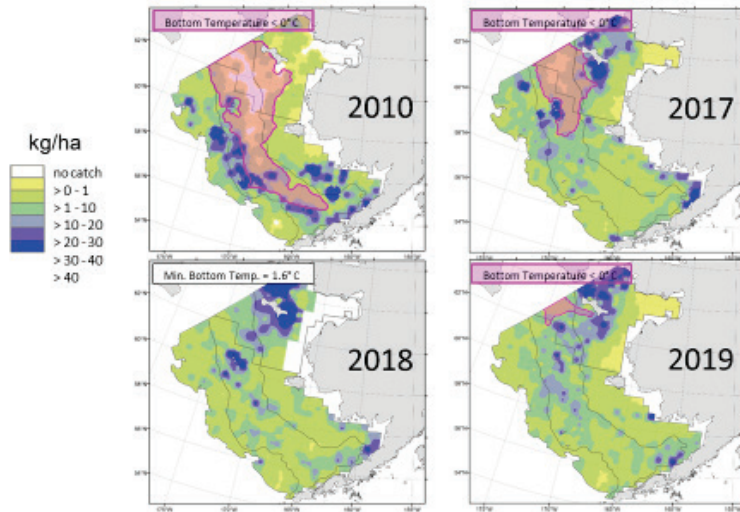 Bottom Temperature < 0° C
2010
Bottom Temperature < 0° C
2017
kg/ha
no catch
> 0 - 1
> 1 - 10
> 10 - 20
> 20 - 30
> 30 - 40
> 40
Min. Bottom Temp. = 1.6° C
2018
Bottom Temperature < 0° C
2019